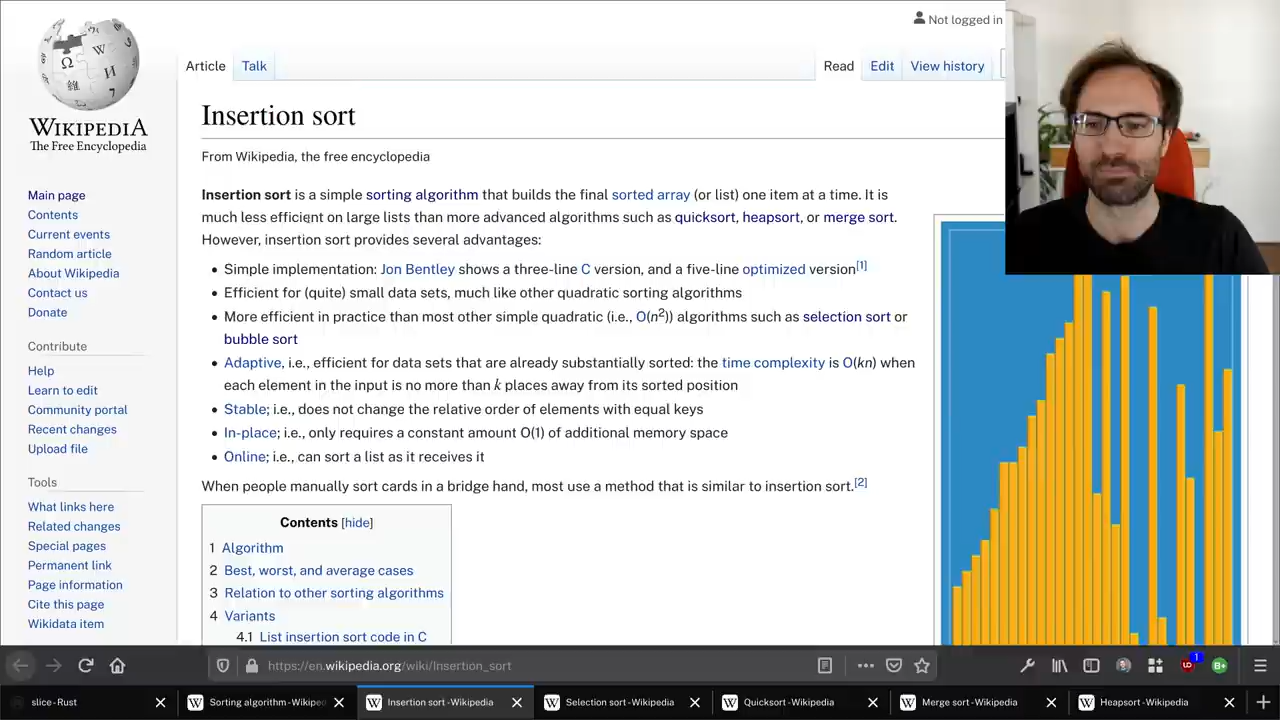 Not logged in
Article
Talk
Read
Edit
View history
WIKIPEDIA
The Free Encyclopedia
Insertion sort
From Wikipedia, the free encyclopedia
Insertion sort is a simple sorting algorithm that builds the final sorted array (or list) one item at a time. It is
much less efficient on large lists than more advanced algorithms such as quicksort, heapsort, or merge sort.
However, insertion sort provides several advantages:
Simple implementation: Jon Bentley shows a three-line C version, and a five-line optimized version[1]
Efficient for (quite) small data sets, much like other quadratic sorting algorithms
More efficient in practice than most other simple quadratic (i.e., O(n²)) algorithms such as selection sort or
bubble sort
Adaptive, i.e., efficient for data sets that are already substantially sorted: the time complexity is O(kn) when
each element in the input is no more than k places away from its sorted position
Stable; i.e., does not change the relative order of elements with equal keys
In-place; i.e., only requires a constant amount O(1) of additional memory space
Online; i.e., can sort a list as it receives it
When people manually sort cards in a bridge hand, most use a method that is similar to insertion sort.[2]
Contents [hide]
1 Algorithm
2 Best, worst, and average cases
3 Relation to other sorting algorithms
4 Variants
4.1 List insertion sort code in C
Main page
Contents
Current events
Random article
About Wikipedia
Contact us
Donate
Contribute
Help
Learn to edit
Community portal
Recent changes
Upload file
Tools
What links here
Related changes
Special pages
Permanent link
Page information
Cite this page
Wikidata item
https://en.wikipedia.org/wiki/Insertion_sort
1
slice - Rust
Sorting algorithm - Wikiped
Insertion sort - Wikipedia
Selection sort - Wikipedia
Quicksort - Wikipedia
Merge sort - Wikipedia
Heapsort - Wikipedia